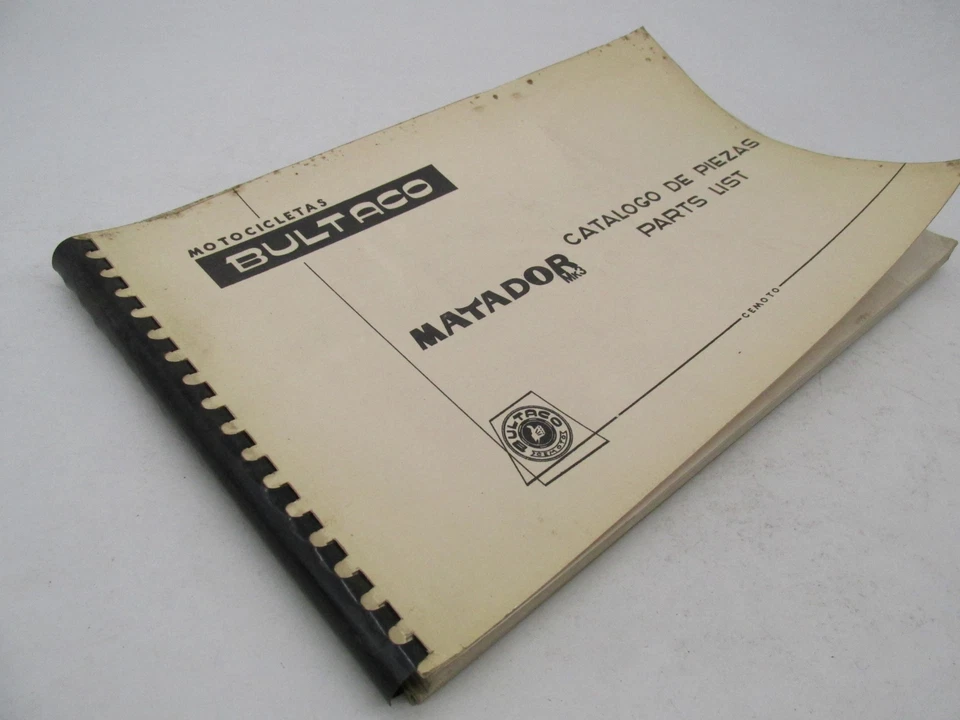 MOTOCICLETAS
BULTACO
MATADOR
MK3
CATALOGO DE PIEZAS
PARTS LIST
CEMOTO
BULTACO